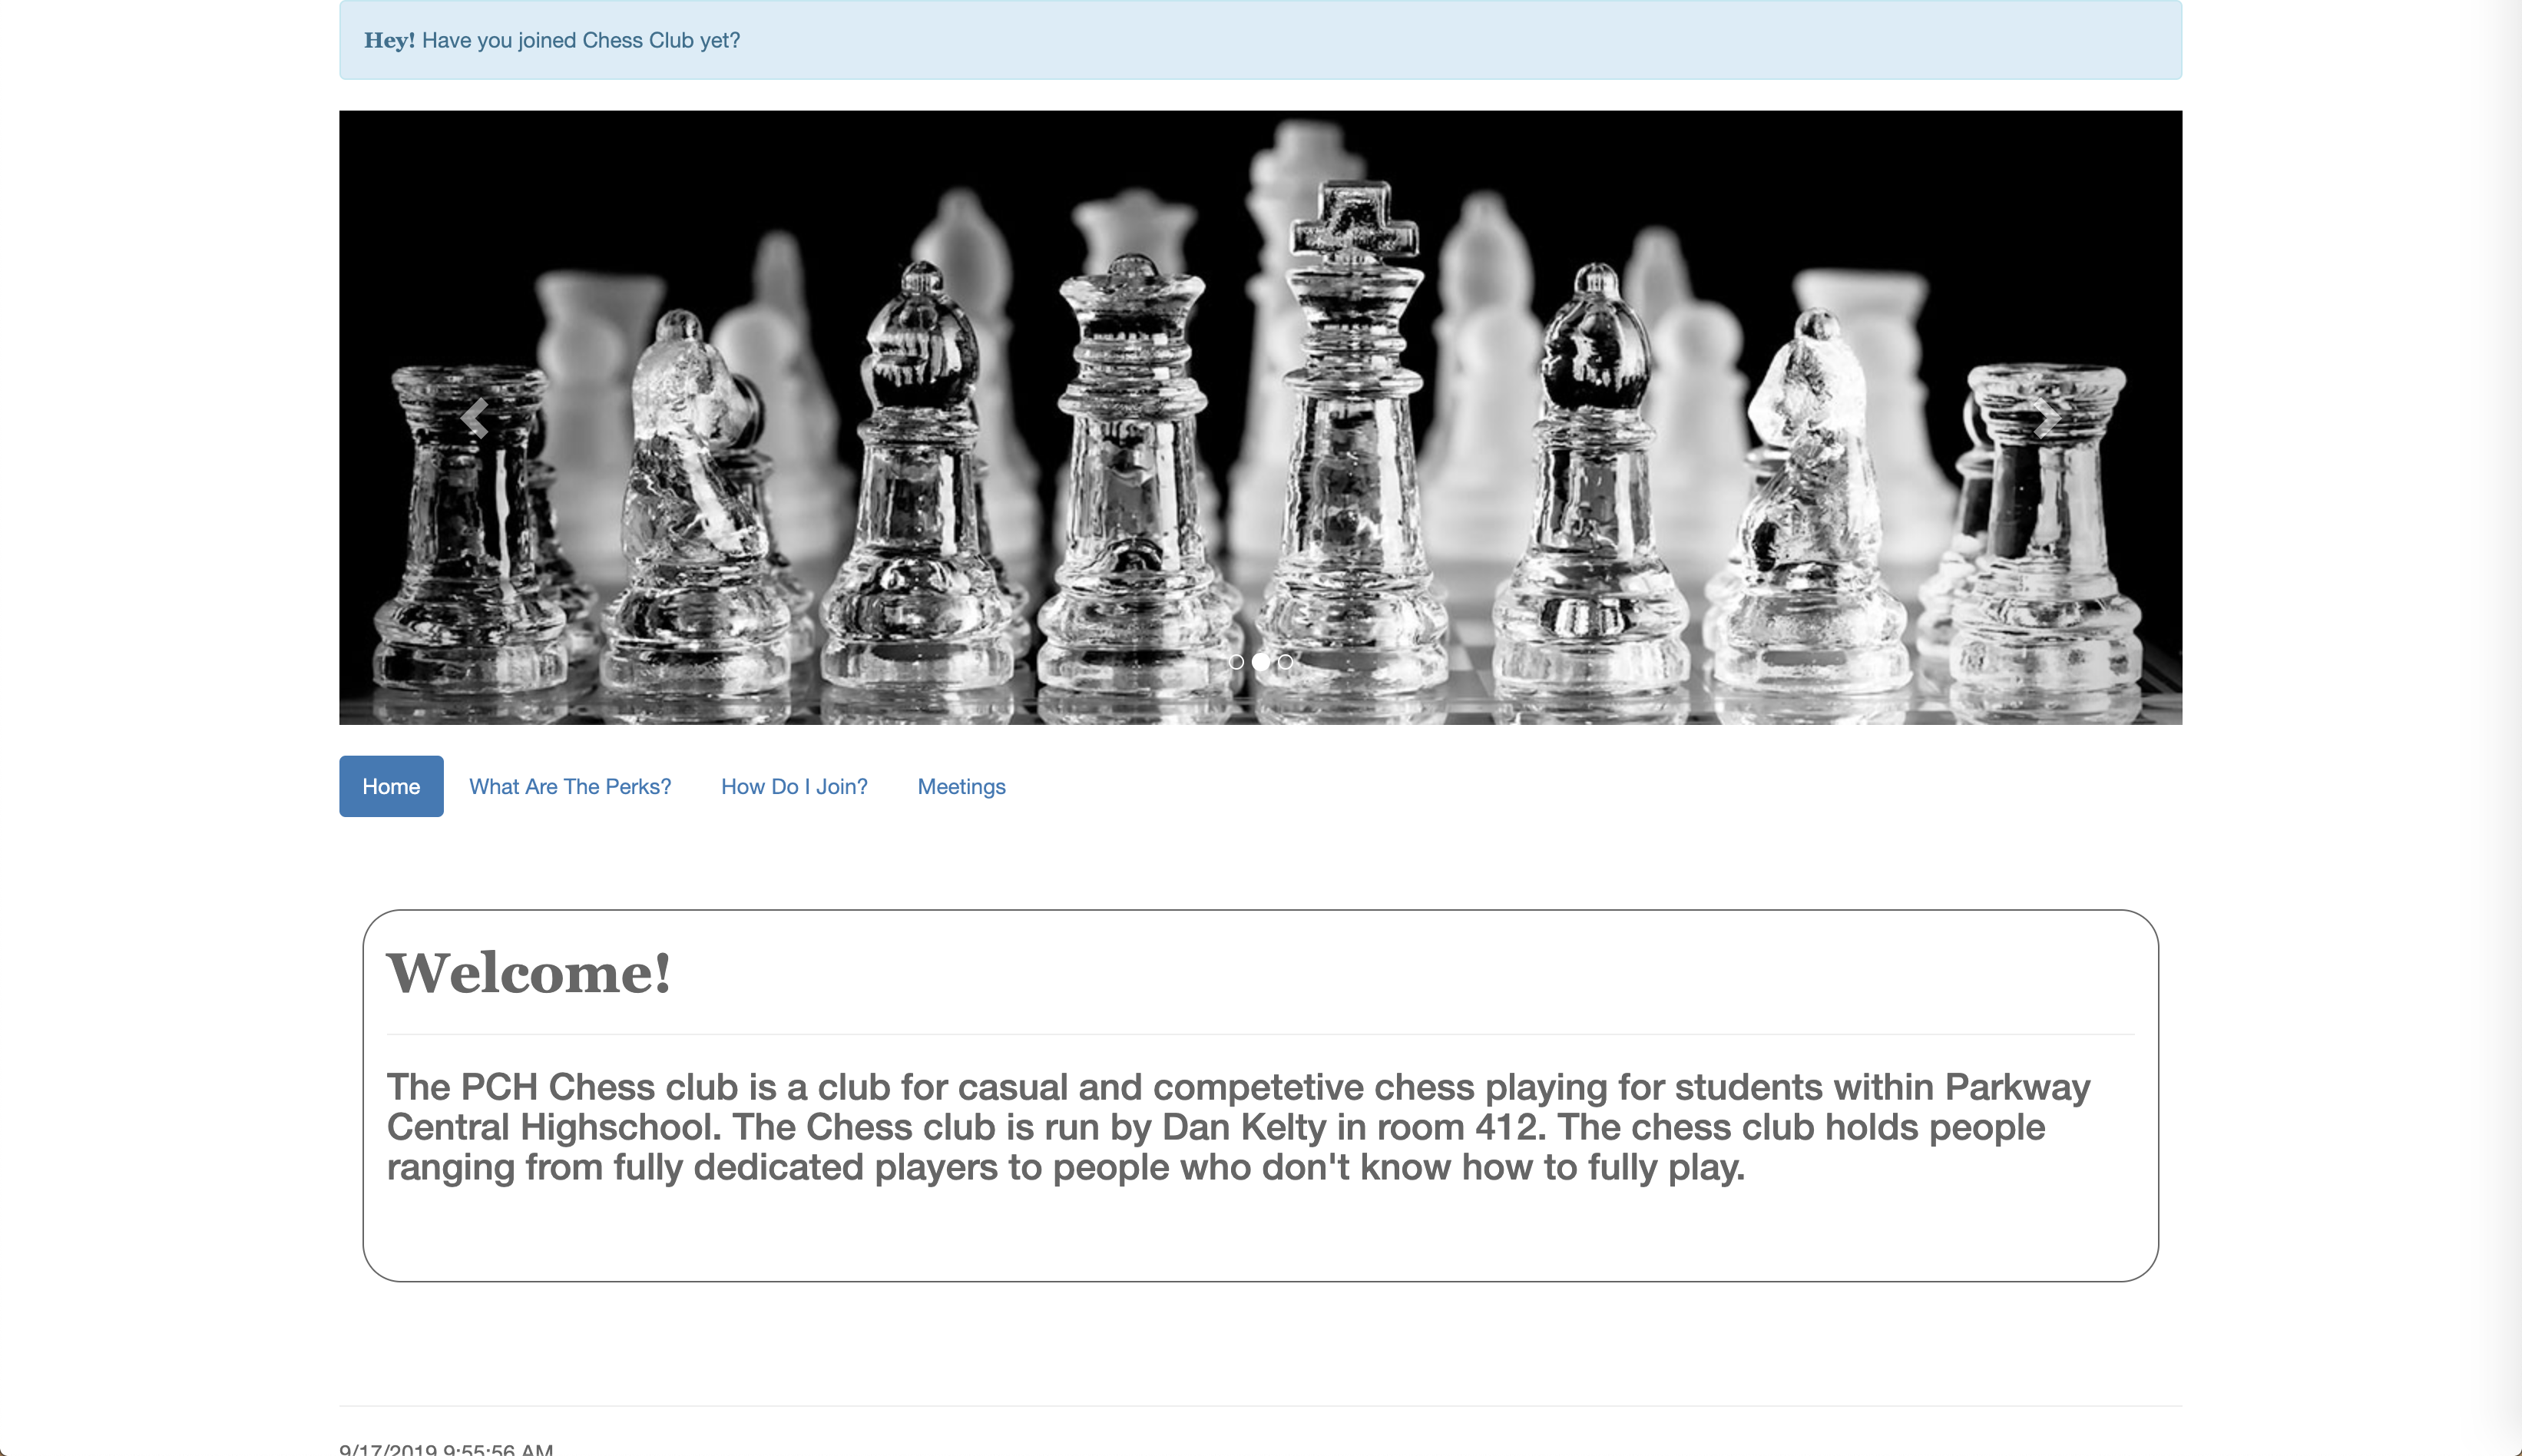 Hey! Have you joined Chess Club yet?
Home What Are The Perks? How Do I Join? Meetings
Welcome!
The PCH Chess club is a club for casual and competetive chess playing for students within Parkway
Central Highschool. The Chess club is run by Dan Kelty in room 412. The chess club holds people
ranging from fully dedicated players to people who don't know how to fully play.
9/17/2019 9:55:56 AM